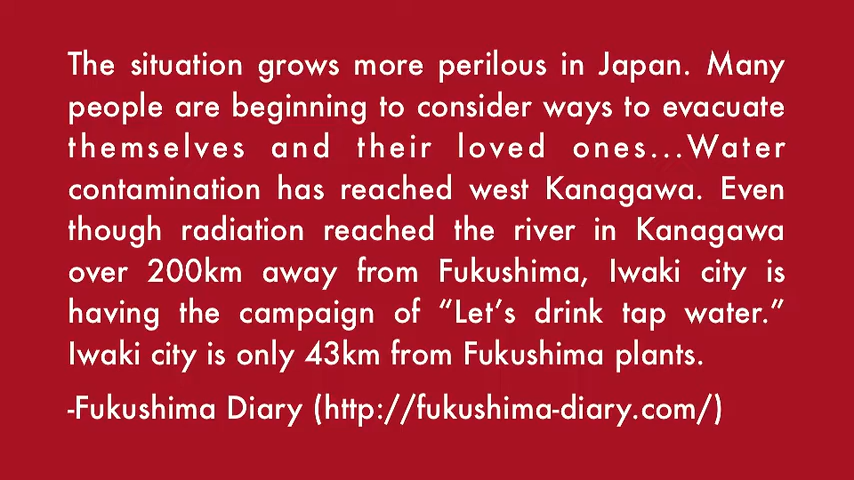 The situation grows more perilous in Japan. Many
people are beginning to consider ways to evacuate
themselves and their loved ones...Water
contamination has reached west Kanagawa. Even
though radiation reached the river in Kanagawa
over 200km away from Fukushima, Iwaki city is
having the campaign of “Let’s drink tap water.”
Iwaki city is only 43km from Fukushima plants.
-Fukushima Diary (http://fukushima-diary.com/)